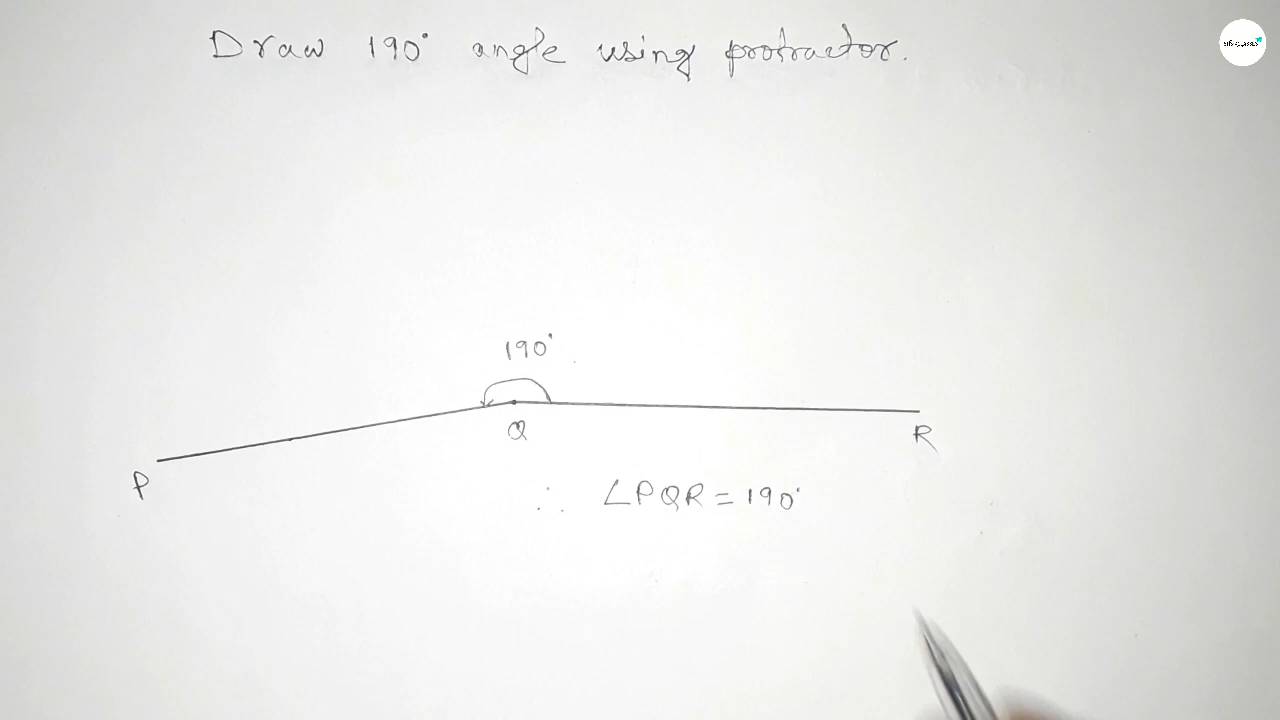 Draw 190° angle using protractor.
190°
Q
R
P
∴ ∠PQR = 190°